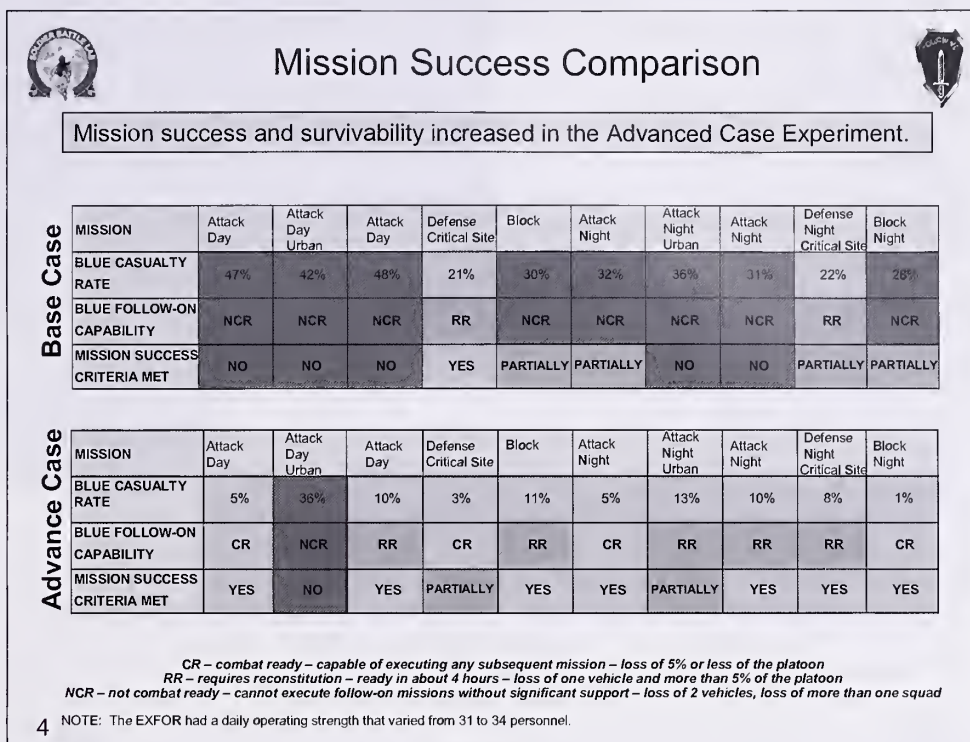 Mission Success Comparison
Mission success and survivability increased in the Advanced Case Experiment.
Base Case
MISSION Attack Day Attack Day Urban Attack Day Defense Critical Site Block Attack Night Attack Night Urban Attack Night Defense Night Critical Site Block Night
BLUE CASUALTY RATE 47% 42% 48% 21% 30% 32% 36% 31% 22% 28%
BLUE FOLLOW-ON CAPABILITY NCR NCR NCR RR NCR NCR NCR NCR RR NCR
MISSION SUCCESS CRITERIA MET NO NO NO YES PARTIALLY PARTIALLY NO NO PARTIALLY PARTIALLY
Advance Case
MISSION Attack Day Attack Day Urban Attack Day Defense Critical Site Block Attack Night Attack Night Urban Attack Night Defense Night Critical Site Block Night
BLUE CASUALTY RATE 5% 36% 10% 3% 11% 5% 13% 10% 8% 1%
BLUE FOLLOW-ON CAPABILITY CR NCR RR CR RR CR RR RR RR CR
MISSION SUCCESS CRITERIA MET YES NO YES PARTIALLY YES YES PARTIALLY YES YES YES
CR – combat ready – capable of executing any subsequent mission – loss of 5% or less of the platoon
RR – requires reconstitution – ready in about 4 hours – loss of one vehicle and more than 5% of the platoon
NCR – not combat ready – cannot execute follow-on missions without significant support – loss of 2 vehicles, loss of more than one squad
4 NOTE: The EXFOR had a daily operating strength that varied from 31 to 34 personnel.